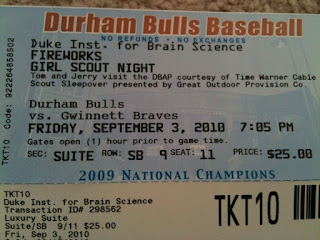 Durham Bulls Baseball
NO REFUNDS - NO EXCHANGES
Duke Inst. for Brain Science
FIREWORKS
GIRL SCOUT NIGHT
Tom and Jerry visit the DBAP courtesy of Time Warner Cable
Scout Sleepover presented by Great Outdoor Provision Co.
Durham Bulls
vs. Gwinnett Braves
FRIDAY, SEPTEMBER 3, 2010 7:05 PM
Gates open (1) hour prior to game time.
SEC: SUITE ROW: SB 9 SEAT: 11 PRICE: $25.00
2009 NATIONAL CHAMPIONS
TKT10 922264858502
TKT10
Duke Inst. for Brain Science
Transaction ID# 298562
Luxury Suite
Suite/SB 9/11 $25.00
Fri, Sep 3, 2010
TKT10